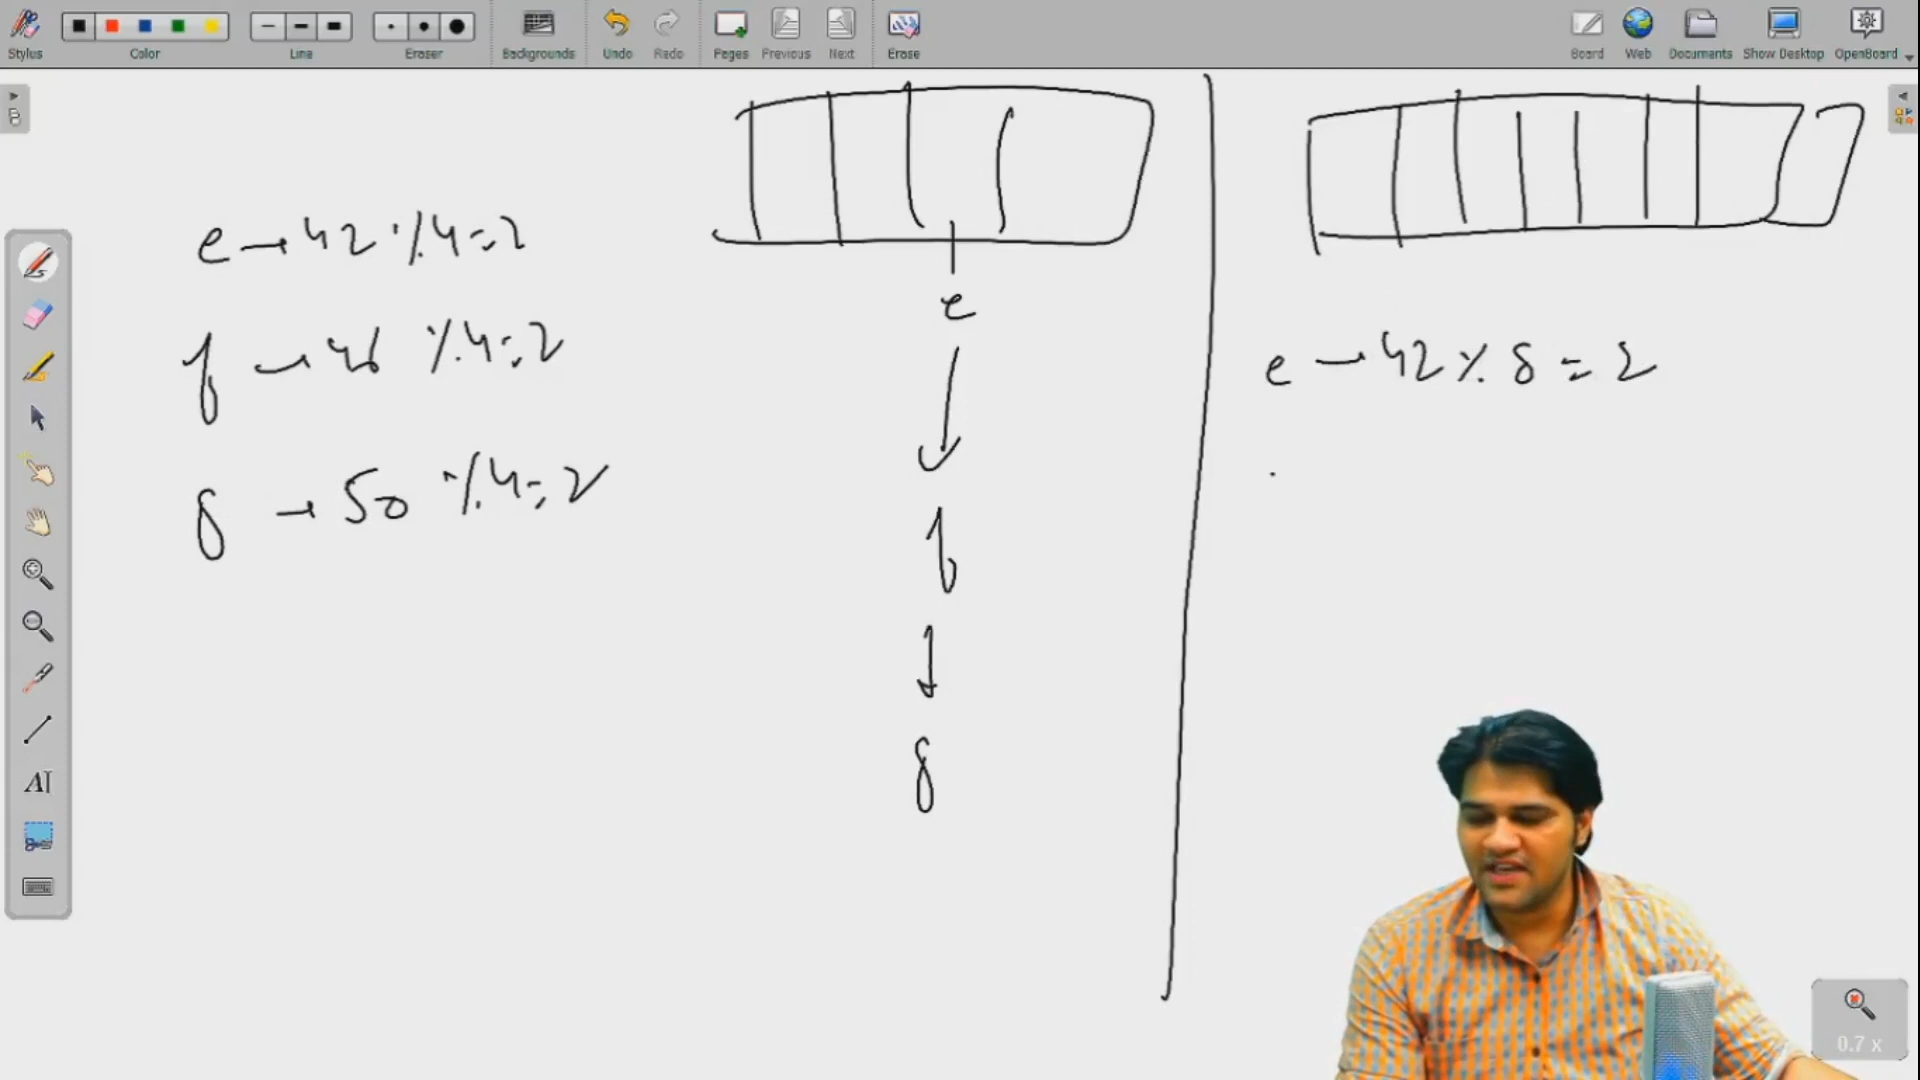 Stylus Color Line Eraser Backgrounds Undo Redo Pages Previous Next Erase Board Web Documents Show Desktop OpenBoard
B
e → 42 % 4 = 2
f → 46 % 4 = 2
g → 50 % 4 = 2
e
f
g
e → 42 % 8 = 2
AI
0.7 x